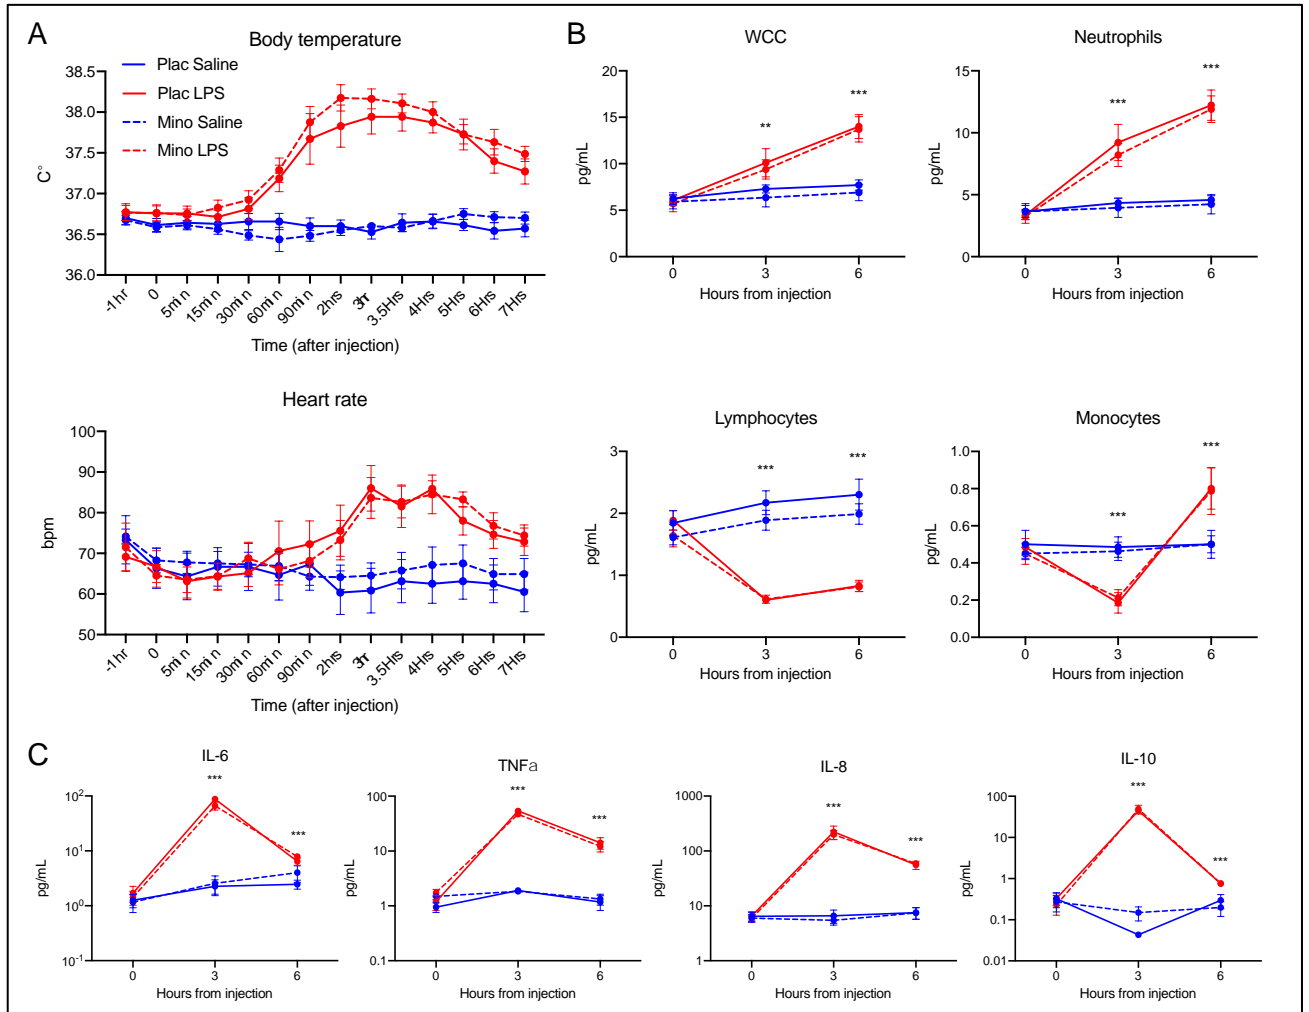 A
Body temperature
Plac Saline
Plac LPS
Mino Saline
Mino LPS
38.5
38.0
37.5
37.0
36.5
36.0
C°
-1hr
0
5min
15min
30min
60min
90min
2hs
3r
3.5Hrs
4Hrs
5Hrs
6Hrs
7Hrs
Time (after injection)
Heart rate
100
90
80
70
60
50
bpm
-1hr
0
5min
15min
30min
60min
90min
2hs
3r
3.5Hrs
4Hrs
5Hrs
6Hrs
7Hrs
Time (after injection)
B
WCC
20
15
10
5
0
pg/mL
**
***
0 3 6
Hours from injection
Neutrophils
15
10
5
0
pg/mL
***
***
0 3 6
Hours from injection
Lymphocytes
3
2
1
0
pg/mL
***
***
0 3 6
Hours from injection
Monocytes
1.0
0.8
0.6
0.4
0.2
0.0
pg/mL
***
***
0 3 6
Hours from injection
C
IL-6
10²
10¹
10⁰
10⁻¹
pg/mL
***
***
0 3 6
Hours from injection
TNFα
100
10
1
0.1
pg/mL
***
***
0 3 6
Hours from injection
IL-8
1000
100
10
1
pg/mL
***
***
0 3 6
Hours from injection
IL-10
100
10
1
0.1
0.01
pg/mL
***
***
0 3 6
Hours from injection